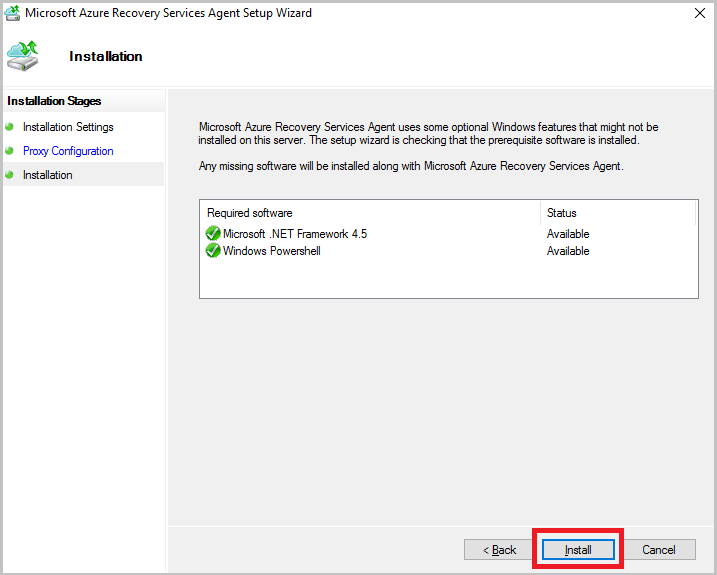 Microsoft Azure Recovery Services Agent Setup Wizard
Installation
Installation Stages
Installation Settings
Proxy Configuration
Installation
Microsoft Azure Recovery Services Agent uses some optional Windows features that might not be
installed on this server. The setup wizard is checking that the prerequisite software is installed.
Any missing software will be installed along with Microsoft Azure Recovery Services Agent.
Required software Status
Microsoft .NET Framework 4.5 Available
Windows Powershell Available
< Back Install Cancel